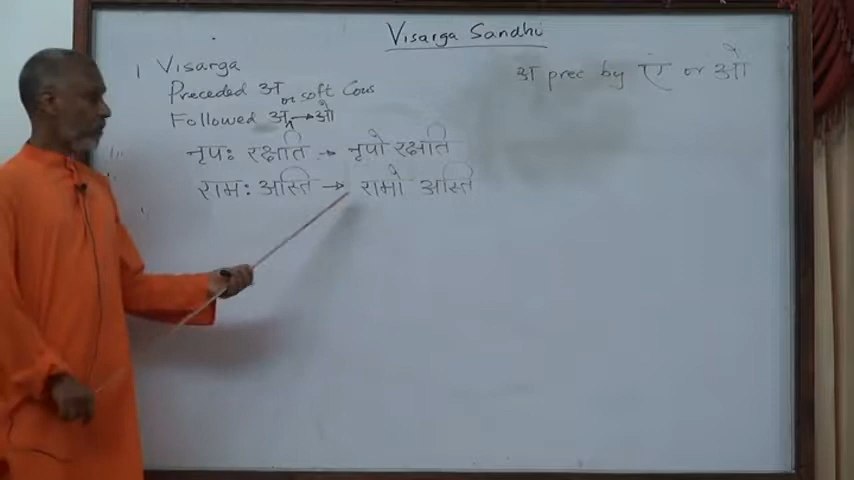 Visarga Sandhi
1 Visarga
Preceded अ
or soft Cons
Followed अ → ओ
नृपः रक्षति → नृपो रक्षति
रामः अस्ति → रामो अस्ति
अ prec by ए or ओ